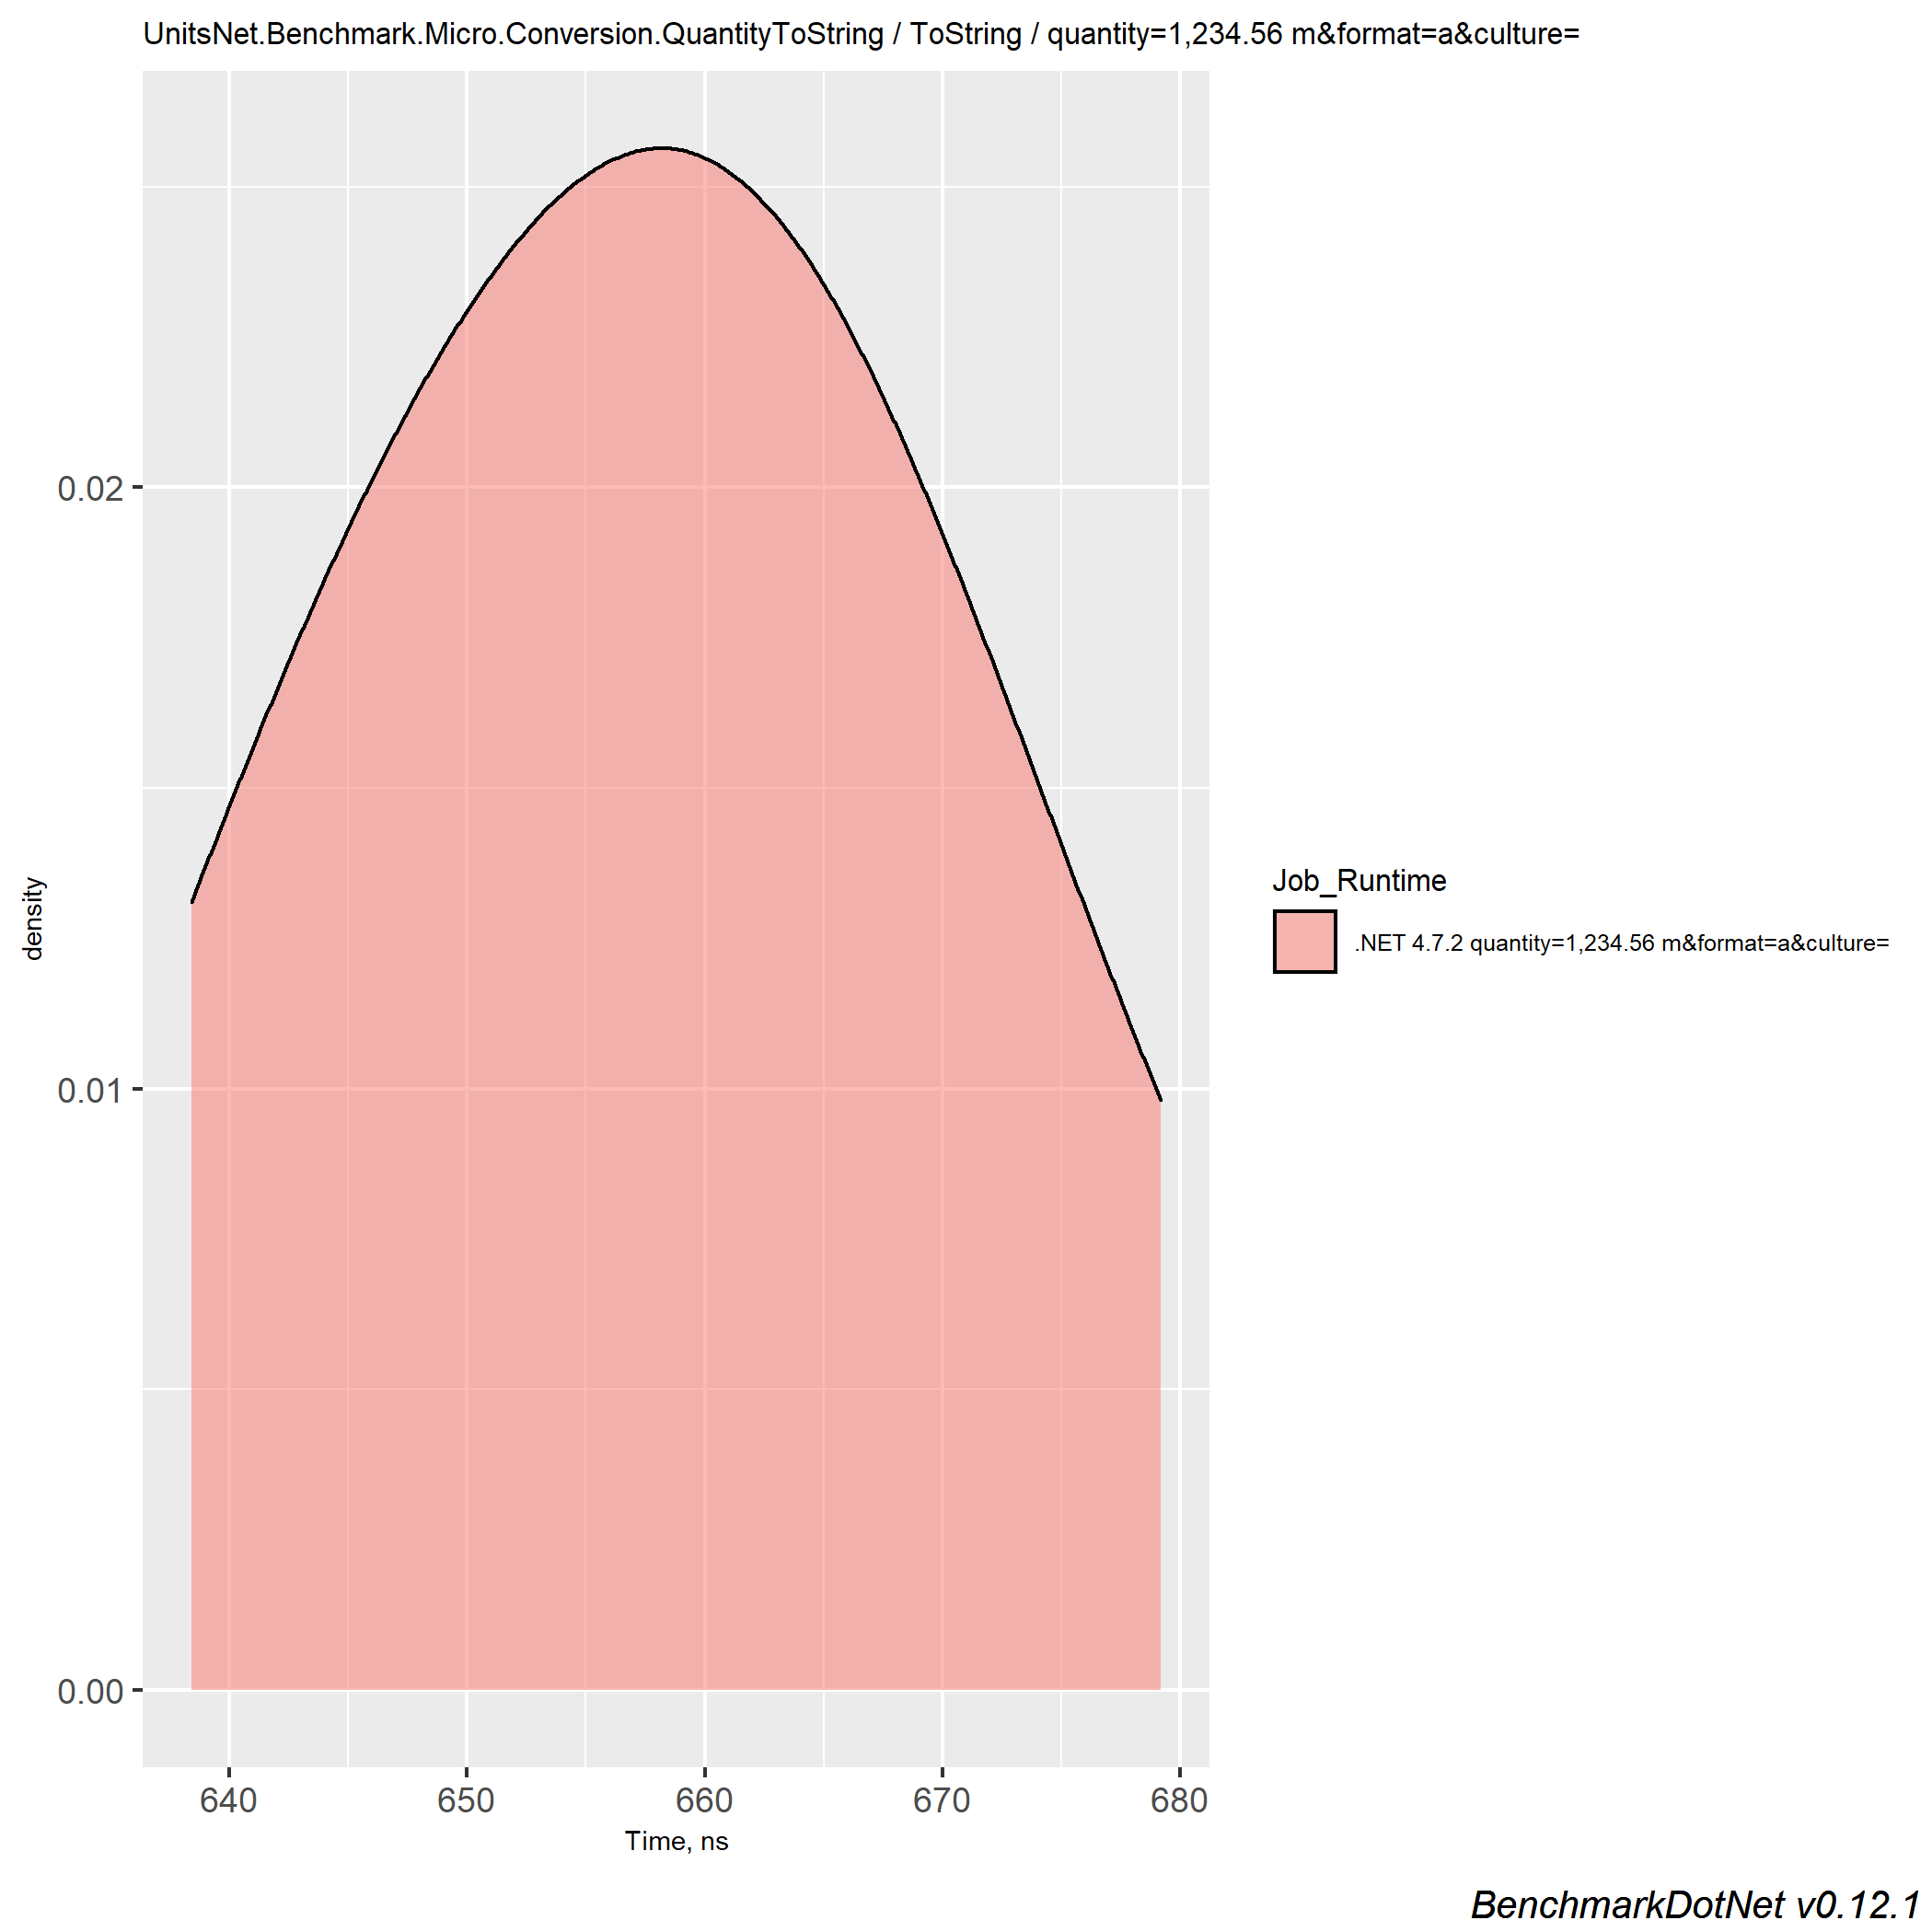 UnitsNet.Benchmark.Micro.Conversion.QuantityToString / ToString / quantity=1,234.56 m&format=a&culture=
0.02
0.01
0.00
density
640 650 660 670 680
Time, ns
Job_Runtime
.NET 4.7.2 quantity=1,234.56 m&format=a&culture=
BenchmarkDotNet v0.12.1